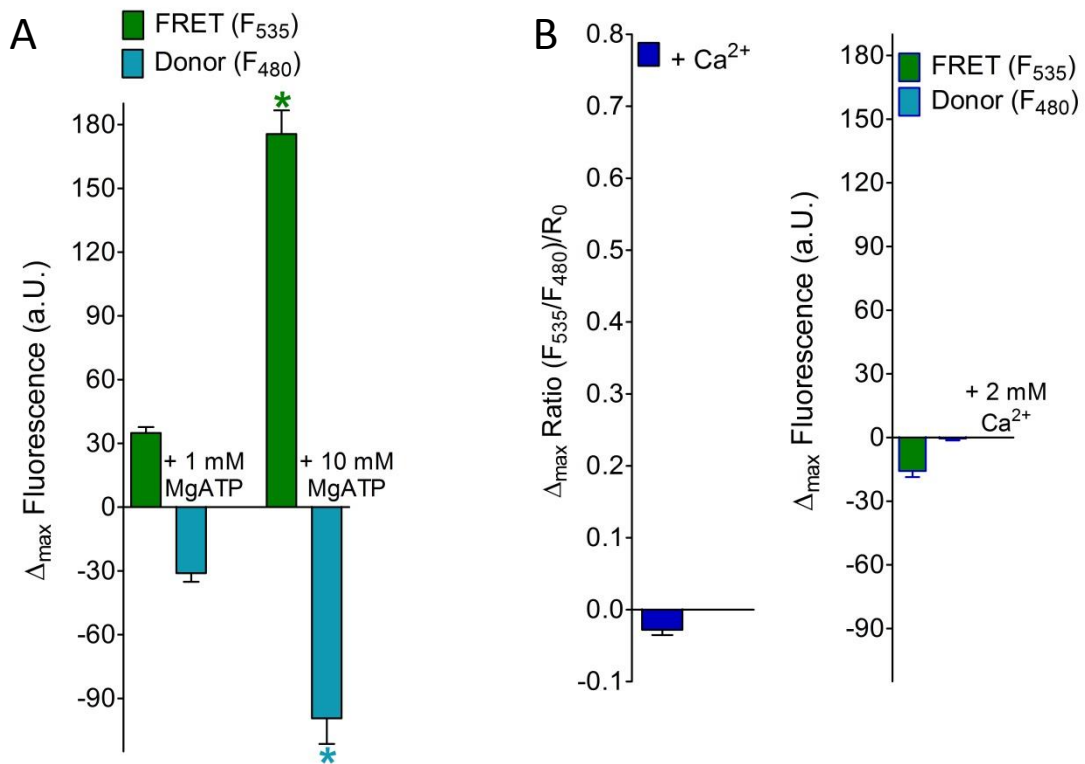 A
FRET (F₅₃₅)
Donor (F₄₈₀)
Δmax Fluorescence (a.U.)
180
150
120
90
60
30
0
-30
-60
-90
*
+ 1 mM
MgATP
+ 10 mM
MgATP
*
B
+ Ca²⁺
Δmax Ratio (F₅₃₅/F₄₈₀)/R₀
0.8
0.7
0.6
0.5
0.4
0.3
0.2
0.1
0.0
-0.1
FRET (F₅₃₅)
Donor (F₄₈₀)
Δmax Fluorescence (a.U.)
180
150
120
90
60
30
0
-30
-60
-90
+ 2 mM
Ca²⁺